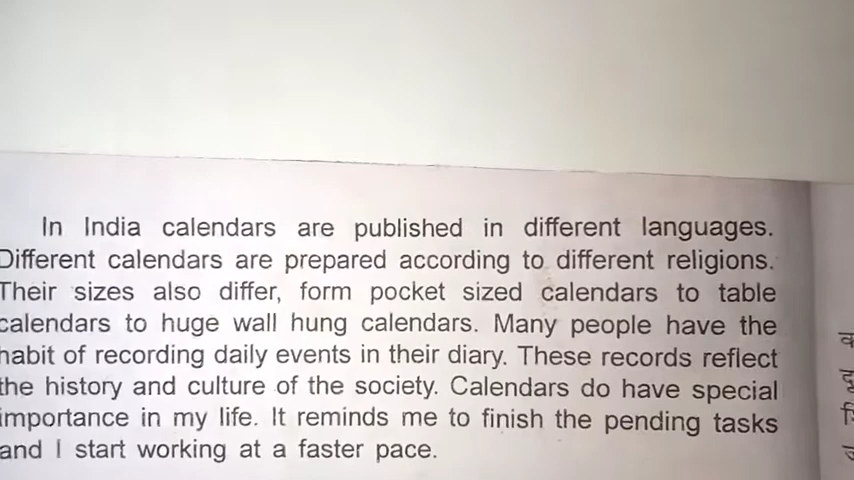 In India calendars are published in different languages.
Different calendars are prepared according to different religions.
Their sizes also differ, form pocket sized calendars to table
calendars to huge wall hung calendars. Many people have the
habit of recording daily events in their diary. These records reflect
the history and culture of the society. Calendars do have special
importance in my life. It reminds me to finish the pending tasks
and I start working at a faster pace.